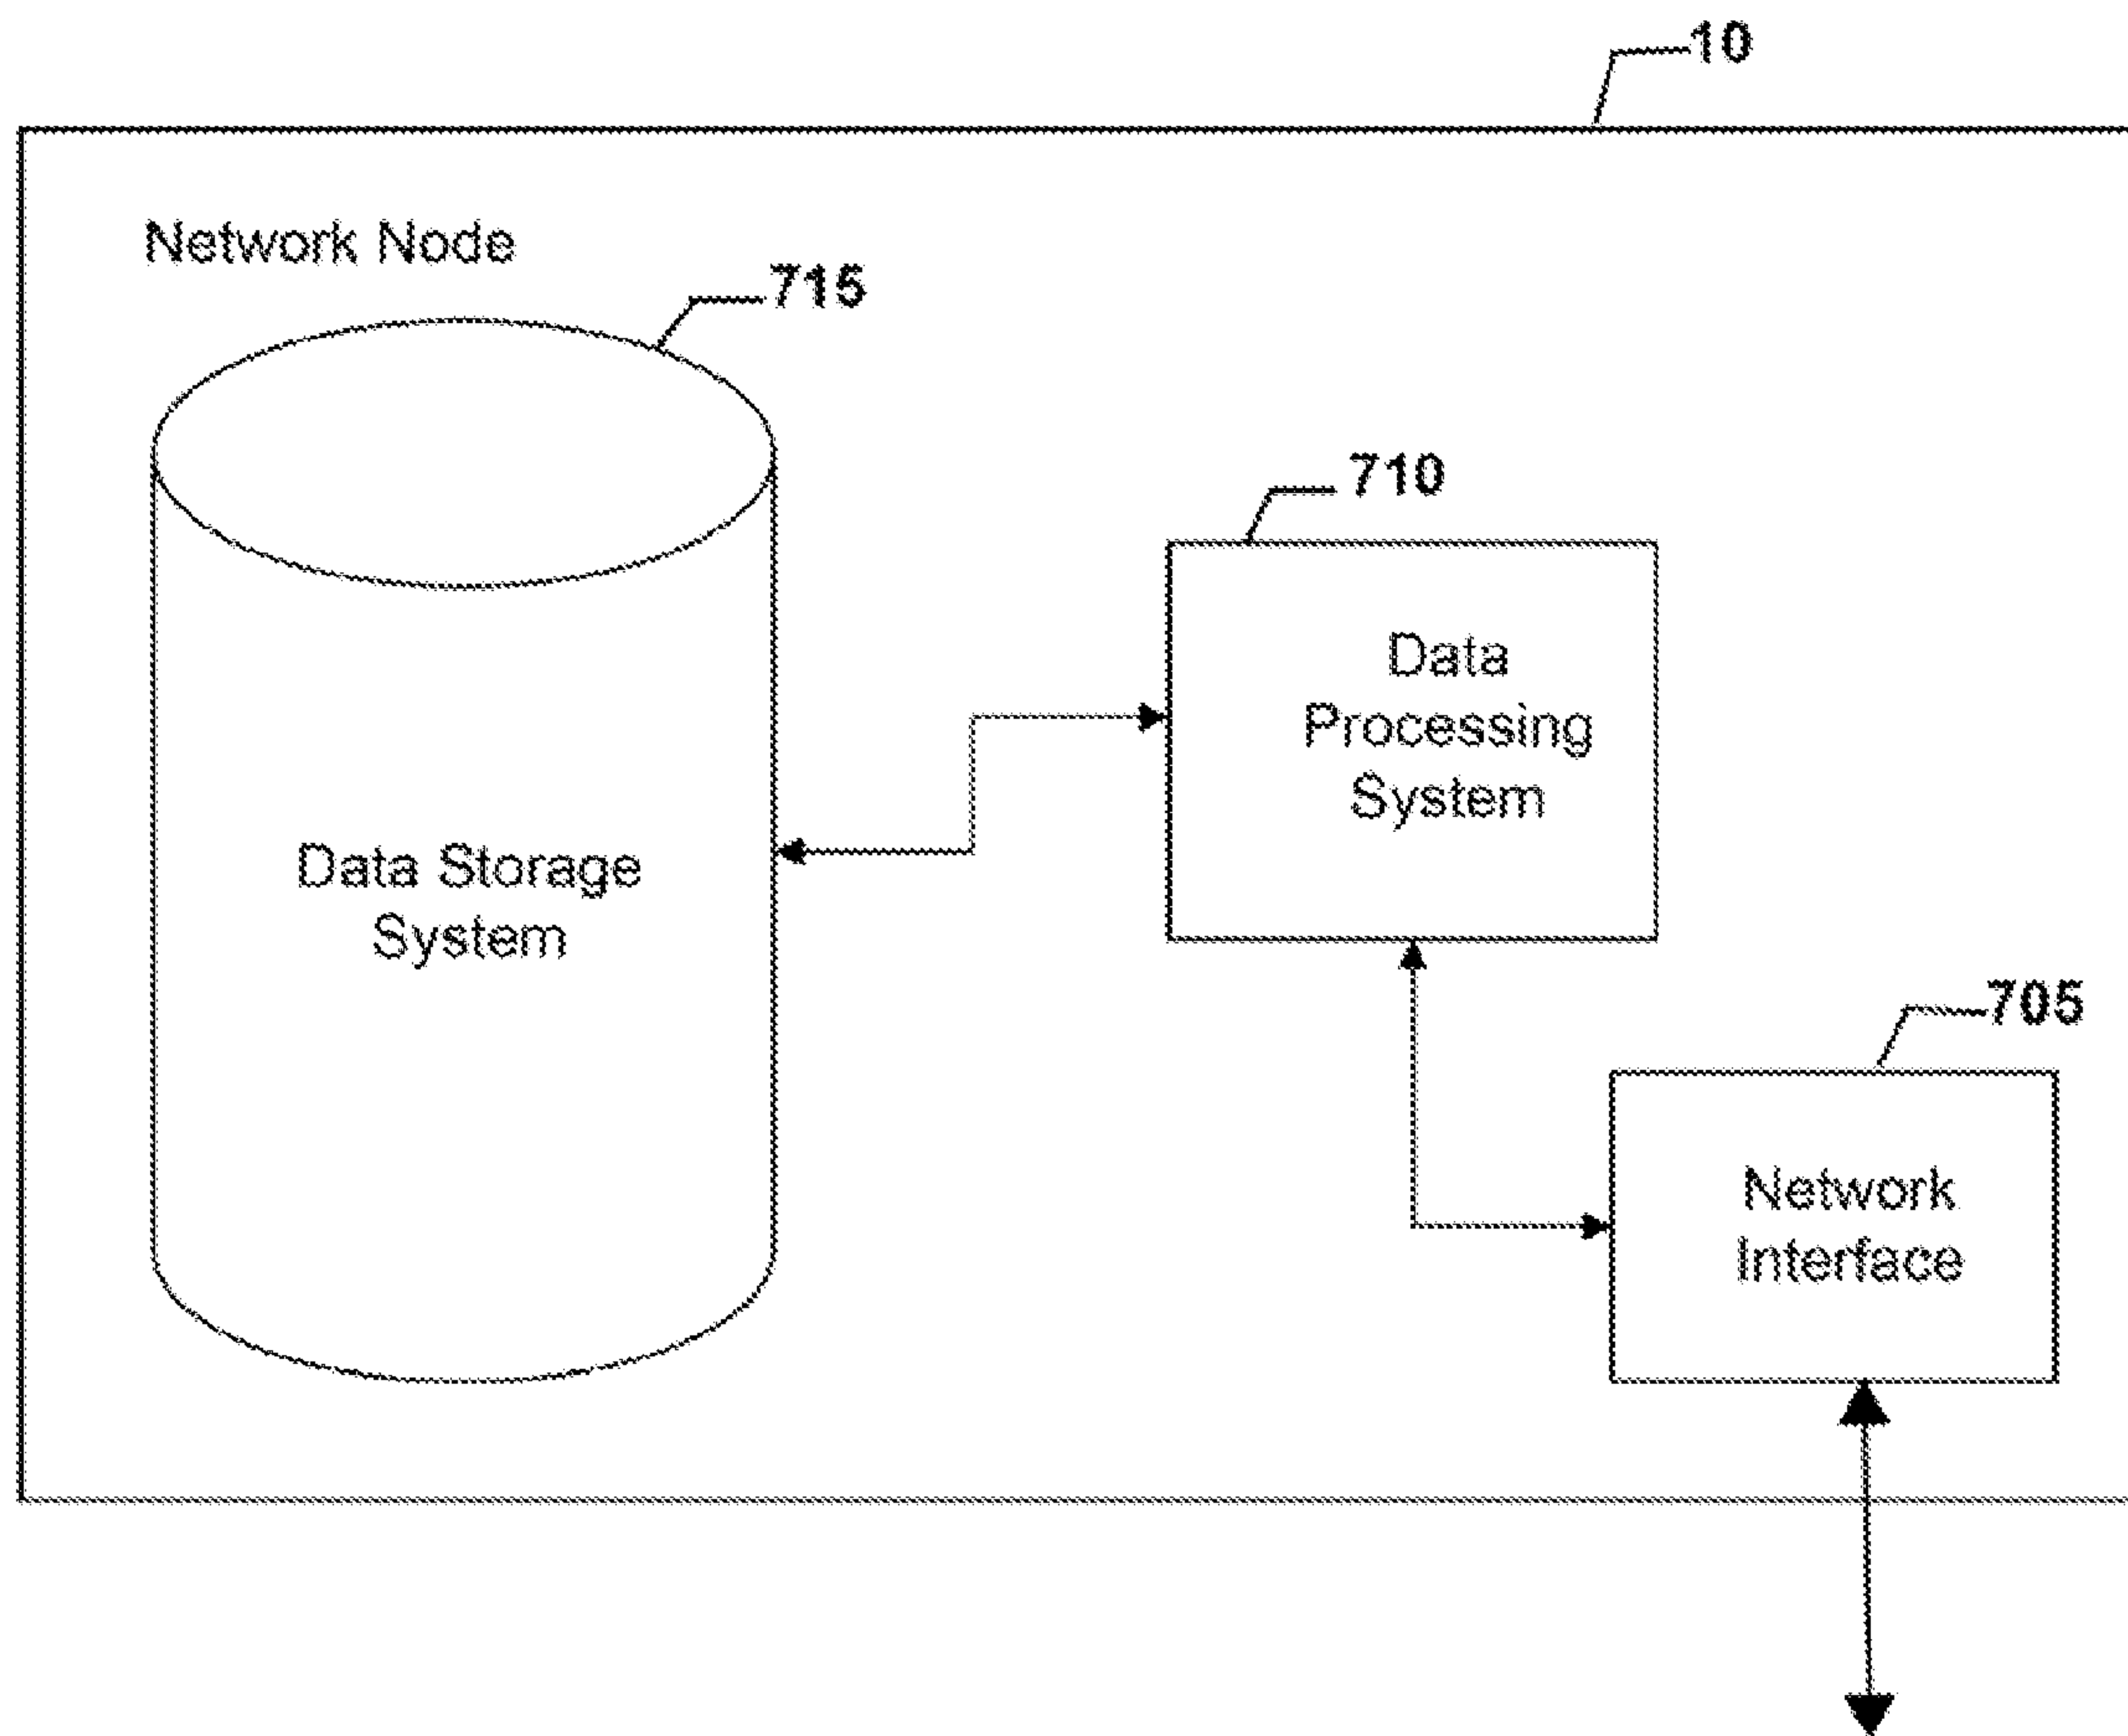 10
Network Node
715
710
Data
Processing
System
Data Storage
System
705
Network
Interface